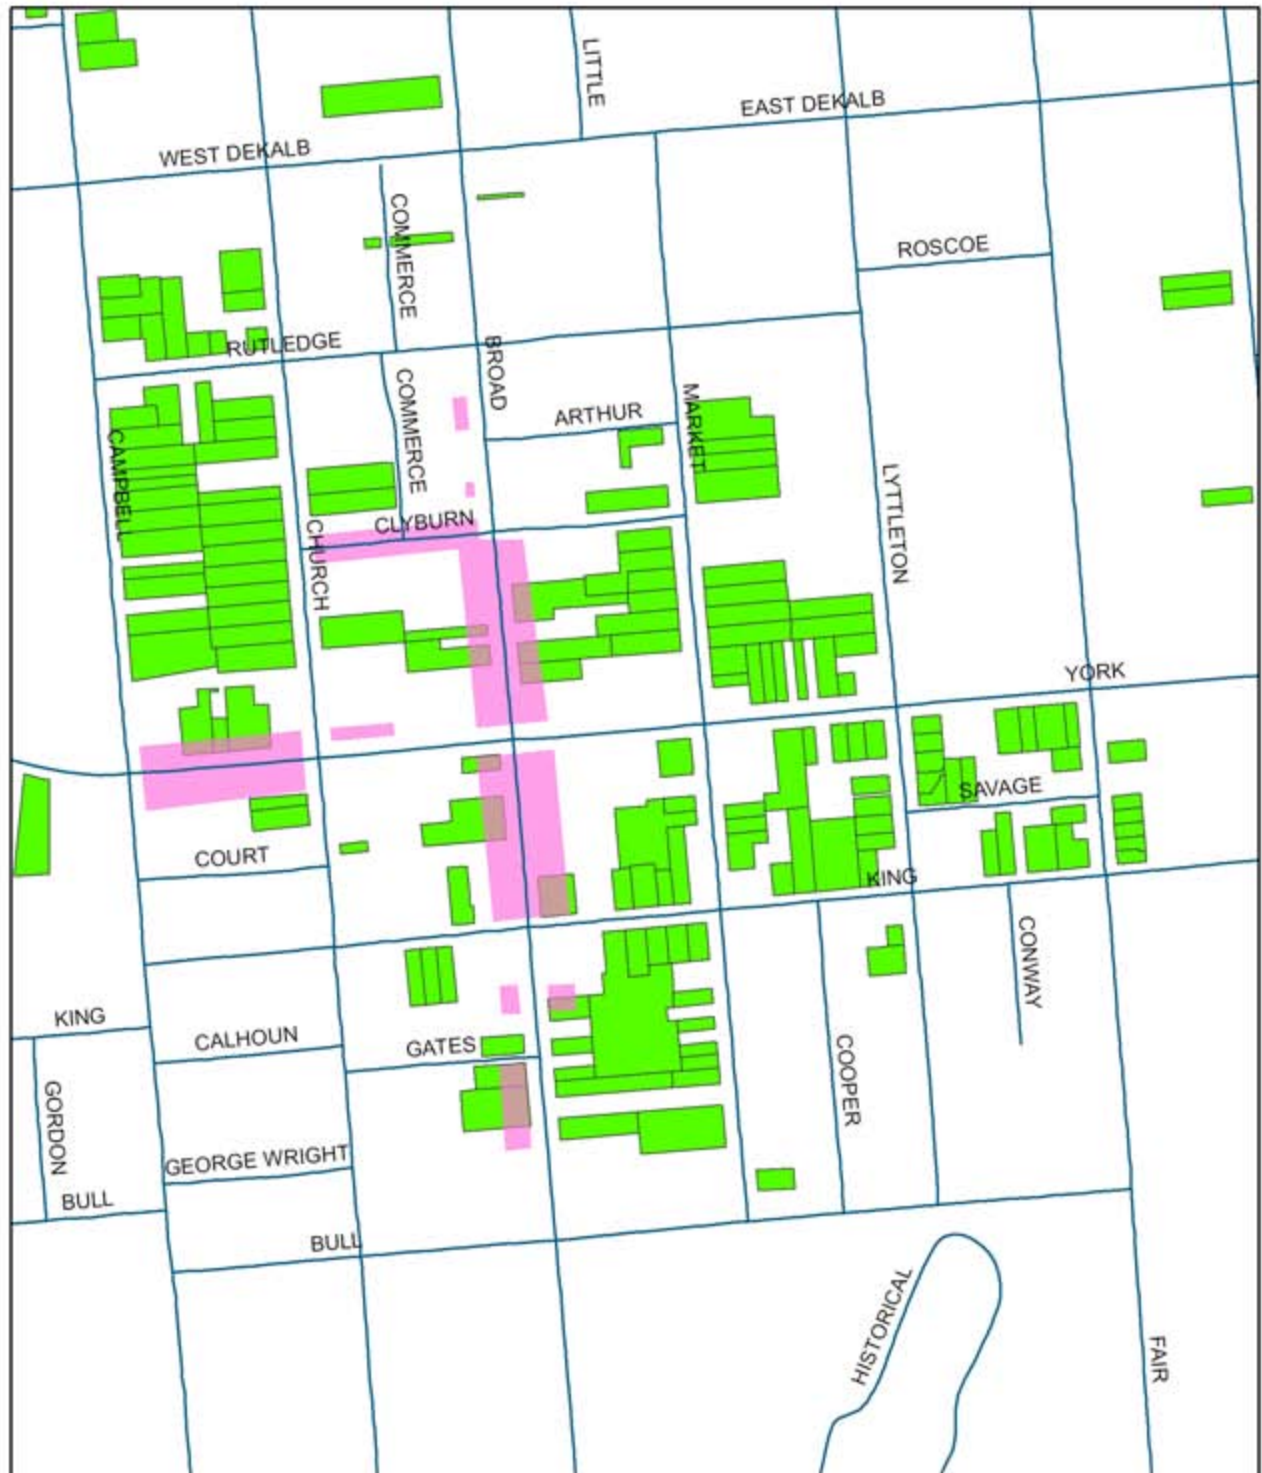 LITTLE
EAST DEKALB
WEST DEKALB
COMMERCE
ROSCOE
RUTLEDGE
BROAD
COMMERCE
ARTHUR
MARKET
CAMPBELL
LYTTLETON
CLYBURN
CHURCH
YORK
SAVAGE
COURT
KING
CONWAY
KING
CALHOUN
GATES
COOPER
GORDON
GEORGE WRIGHT
BULL
BULL
HISTORICAL
FAIR